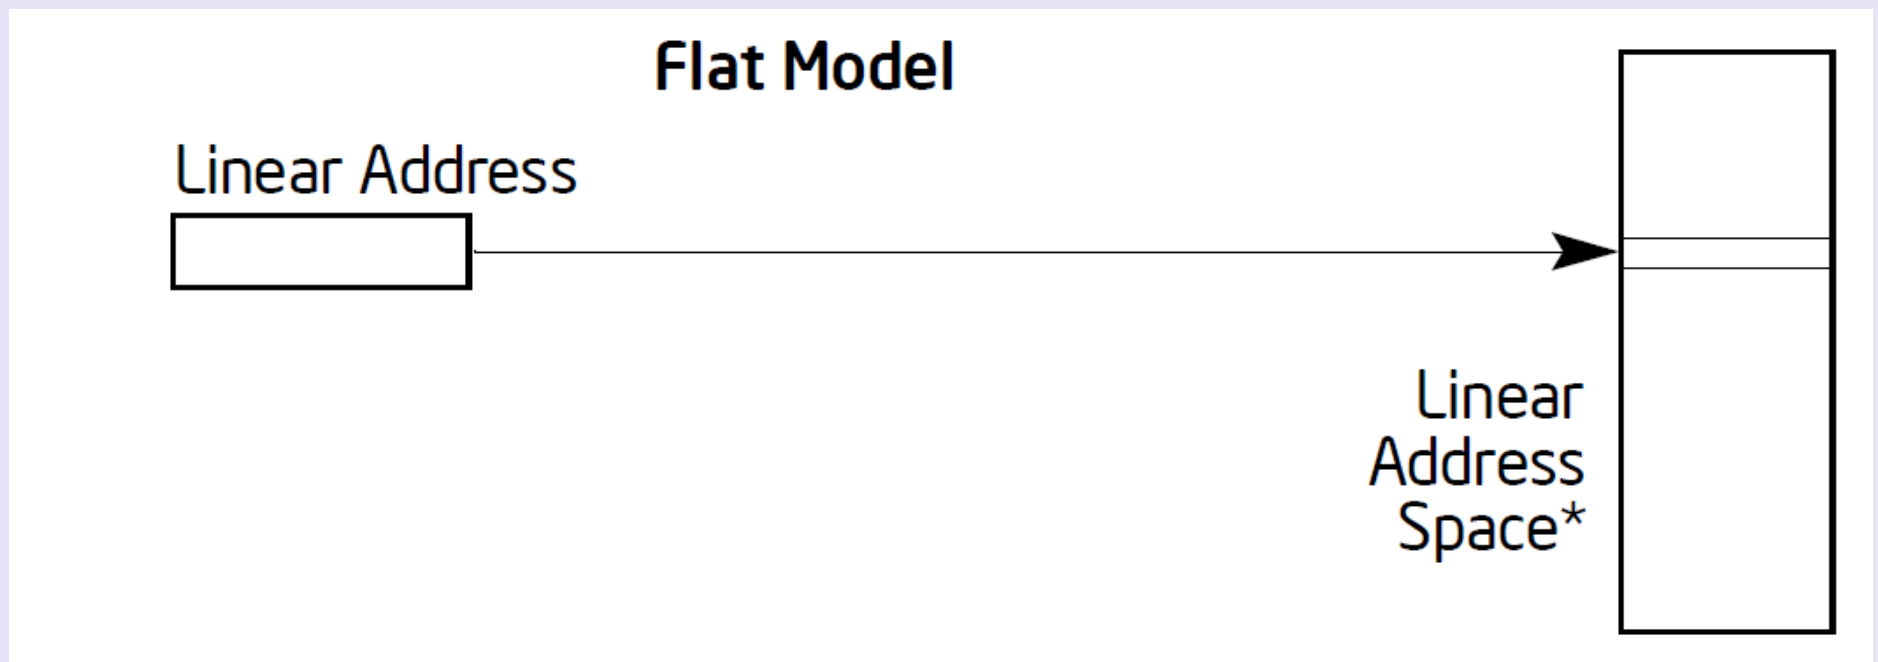 Flat Model
Linear Address
Linear
Address
Space*